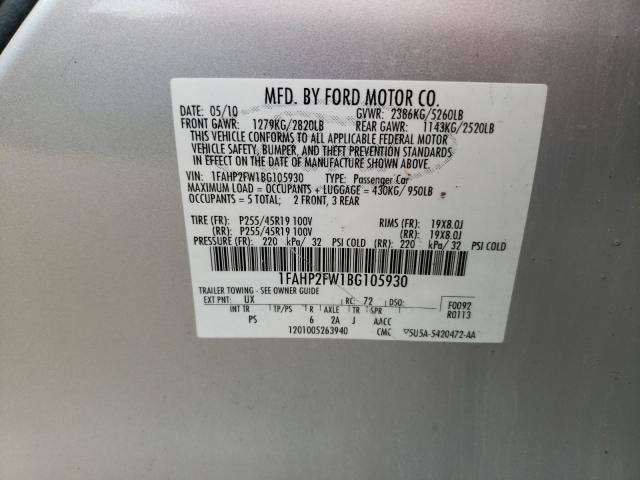 MFD. BY FORD MOTOR CO.
DATE: 05/10 GVWR: 2386KG/5260LB
FRONT GAWR: 1279KG/2820LB REAR GAWR: 1143KG/2520LB
THIS VEHICLE CONFORMS TO ALL APPLICABLE FEDERAL MOTOR
VEHICLE SAFETY, BUMPER, AND THEFT PREVENTION STANDARDS
IN EFFECT ON THE DATE OF MANUFACTURE SHOWN ABOVE.
VIN: 1FAHP2FW1BG105930 TYPE: Passenger Car
MAXIMUM LOAD = OCCUPANTS + LUGGAGE = 430KG/ 950LB
OCCUPANTS = 5 TOTAL; 2 FRONT, 3 REAR
TIRE (FR): P255/45R19 100V RIMS (FR): 19X8.0J
(RR): P255/45R19 100V (RR): 19X8.0J
PRESSURE (FR): 220 kPa/ 32 PSI COLD (RR): 220 kPa/ 32 PSI COLD
1FAHP2FW1BG105930
TRAILER TOWING - SEE OWNER GUIDE
EXT PNT: UX RC: 72 DSO: F0092
INT TR TP/PS R AXLE TR SPR R0113
PS 6 2A J AACC
1201005263940 CMC ▽5U5A-5420472-AA